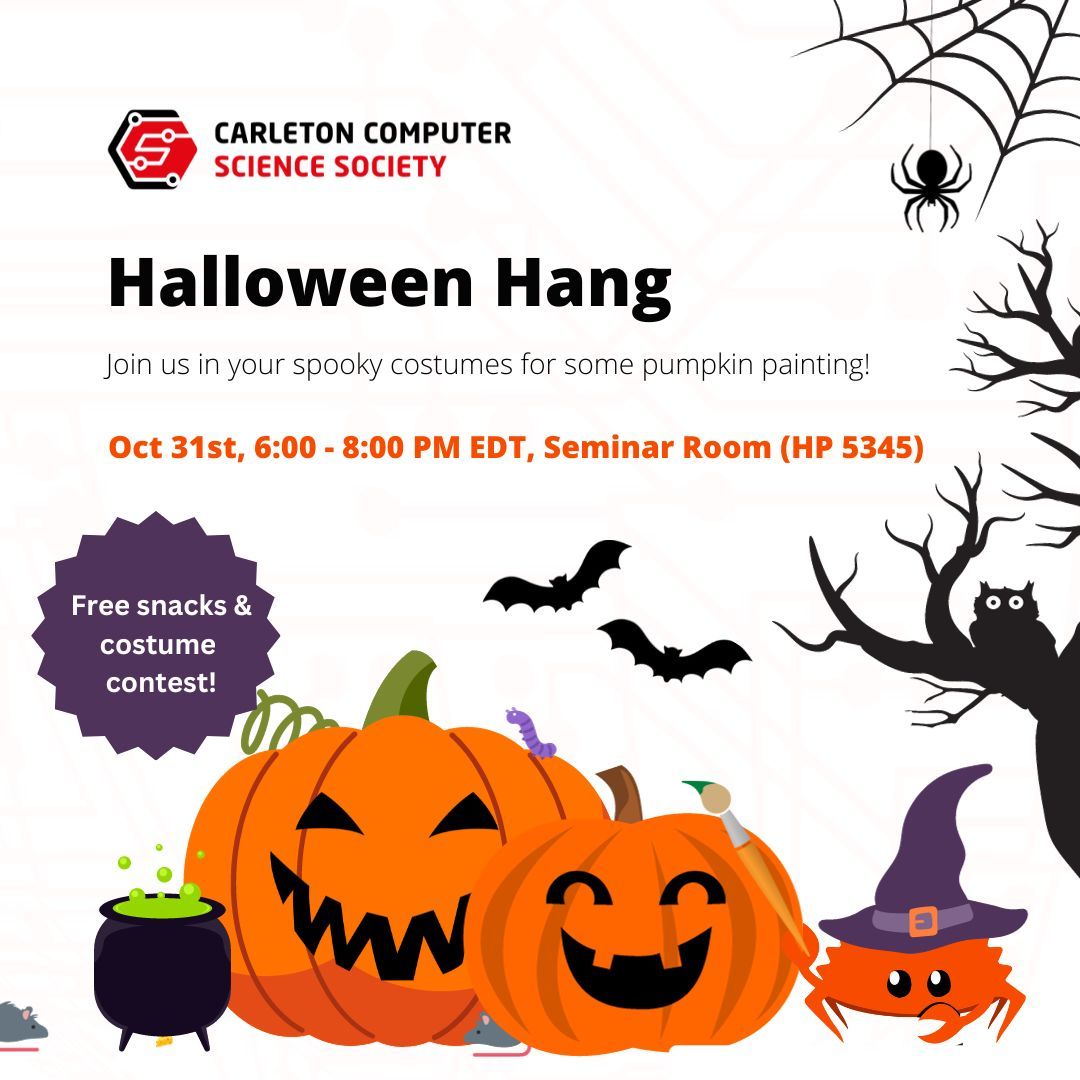 CARLETON COMPUTER
SCIENCE SOCIETY
Halloween Hang
Join us in your spooky costumes for some pumpkin painting!
Oct 31st, 6:00 - 8:00 PM EDT, Seminar Room (HP 5345)
Free snacks &
costume
contest!